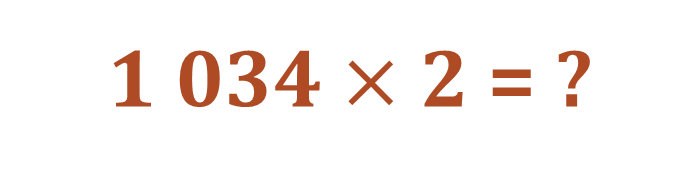 1 034 × 2 = ?